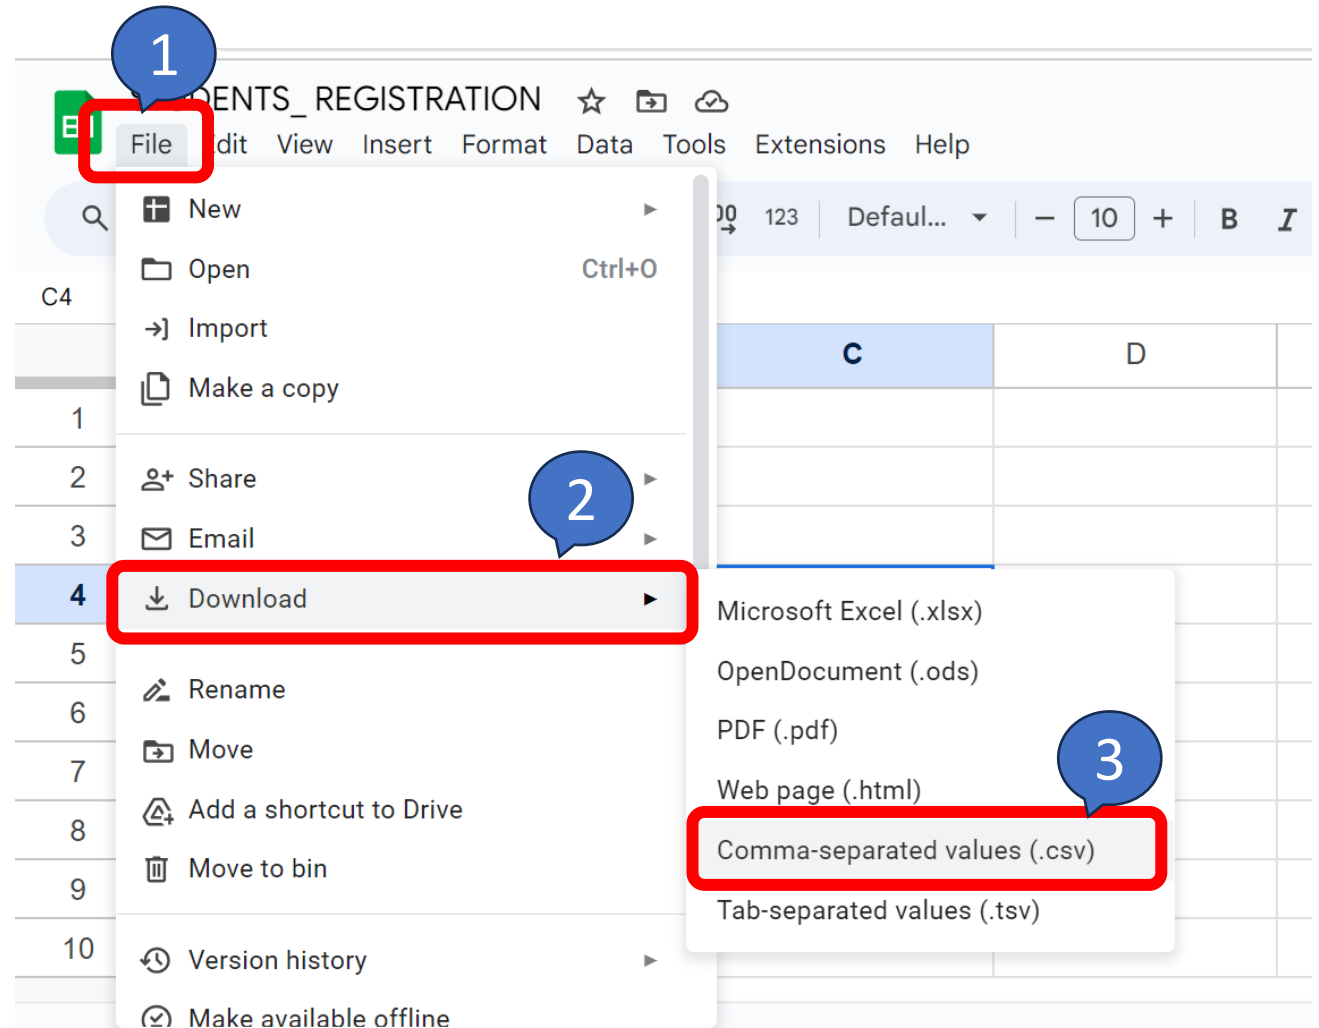 1
DENTS_ REGISTRATION
File dit View Insert Format Data Tools Extensions Help
New
123 Defaul... 10 B I
Open Ctrl+O
C4
Import
C D
Make a copy
1
2 Share
2
3 Email
4 Download
Microsoft Excel (.xlsx)
5
OpenDocument (.ods)
6 Rename
PDF (.pdf)
3
7 Move
Web page (.html)
8 Add a shortcut to Drive
Comma-separated values (.csv)
9 Move to bin
Tab-separated values (.tsv)
10 Version history
Make available offline